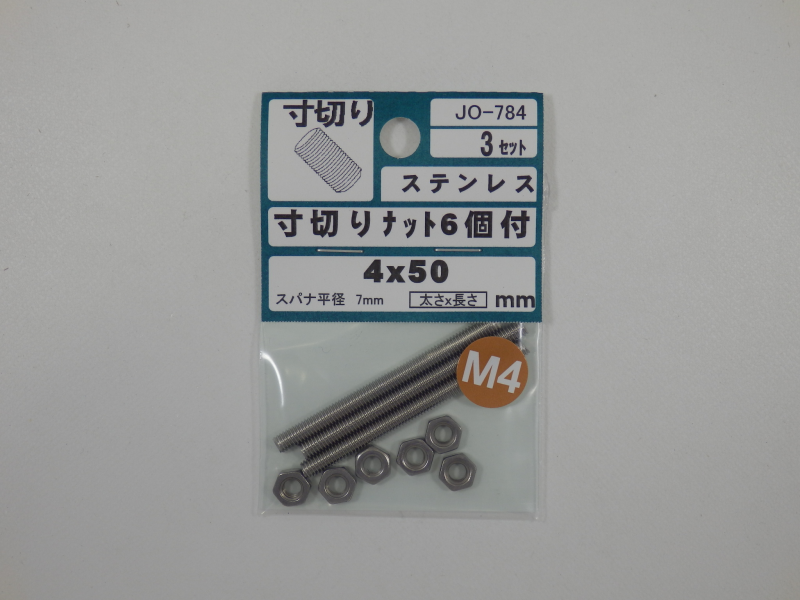 寸切り
JO-784
3セット
ステンレス
寸切りナット6個付
4x50
スパナ平径 7mm 太さx長さ mm
M4